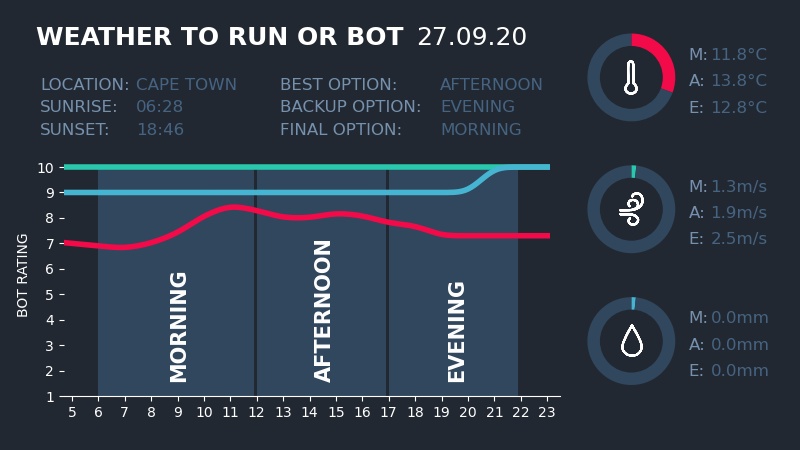 WEATHER TO RUN OR BOT 27.09.20
LOCATION: CAPE TOWN
SUNRISE: 06:28
SUNSET: 18:46
BEST OPTION: AFTERNOON
BACKUP OPTION: EVENING
FINAL OPTION: MORNING
BOT RATING
10
9
8
7
6
5
4
3
2
1
MORNING
AFTERNOON
EVENING
5 6 7 8 9 10 11 12 13 14 15 16 17 18 19 20 21 22 23
M: 11.8°C
A: 13.8°C
E: 12.8°C
M: 1.3m/s
A: 1.9m/s
E: 2.5m/s
M: 0.0mm
A: 0.0mm
E: 0.0mm